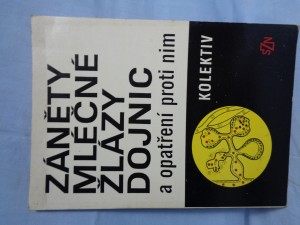 ZÁNĚTY
MLÉČNÉ
ŽLÁZY
DOJNIC
a opatření proti nim
KOLEKTIV
SZN